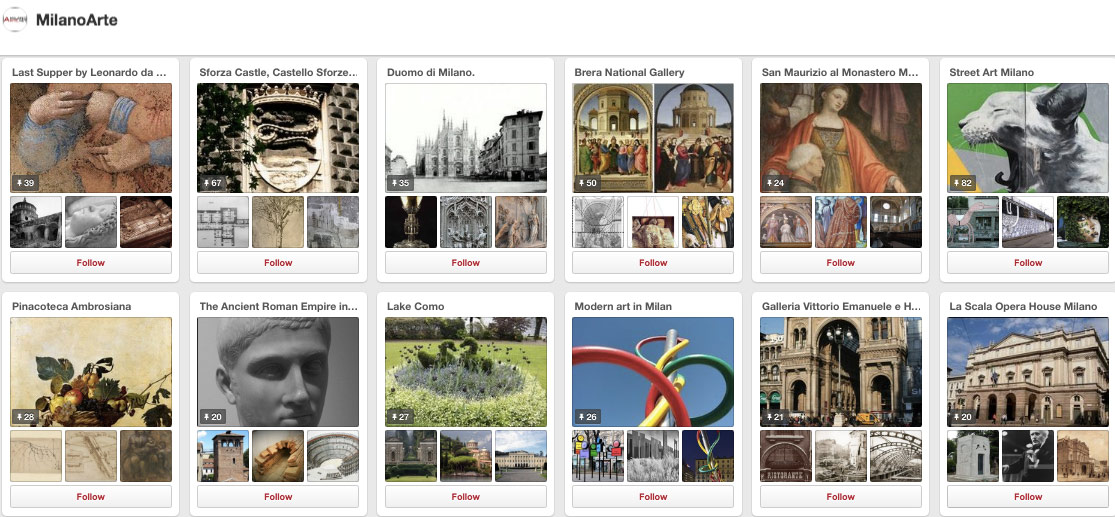 MilanoArte
Last Supper by Leonardo da ...
Sforza Castle, Castello Sforze...
Duomo di Milano.
Brera National Gallery
San Maurizio al Monastero M...
Street Art Milano
39
67
35
50
24
82
Follow
Follow
Follow
Follow
Follow
Follow
Pinacoteca Ambrosiana
The Ancient Roman Empire in...
Lake Como
Modern art in Milan
Galleria Vittorio Emanuele e H...
La Scala Opera House Milano
28
20
27
26
21
20
RISTORANTE
Follow
Follow
Follow
Follow
Follow
Follow